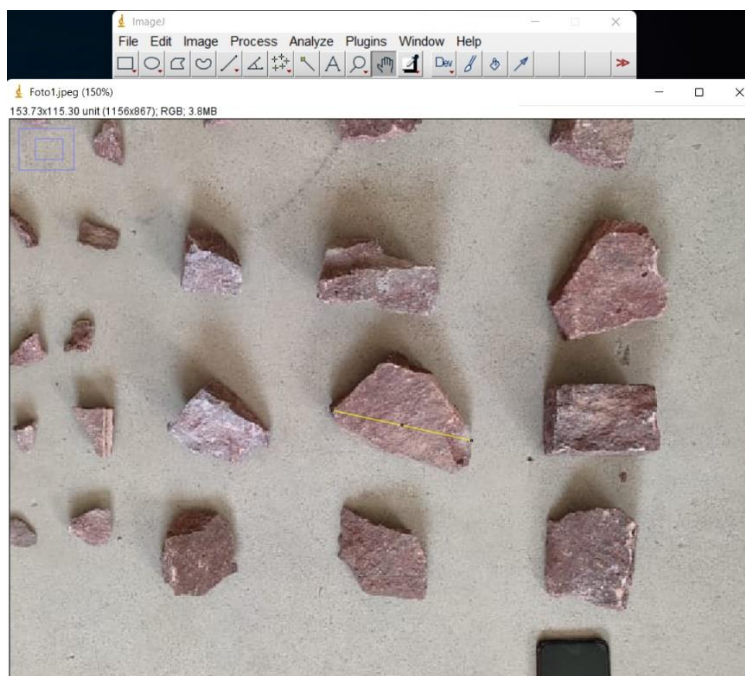 ImageJ
File Edit Image Process Analyze Plugins Window Help
Dev
Foto1.jpeg (150%)
153.73x115.30 unit (1156x867); RGB; 3.8MB